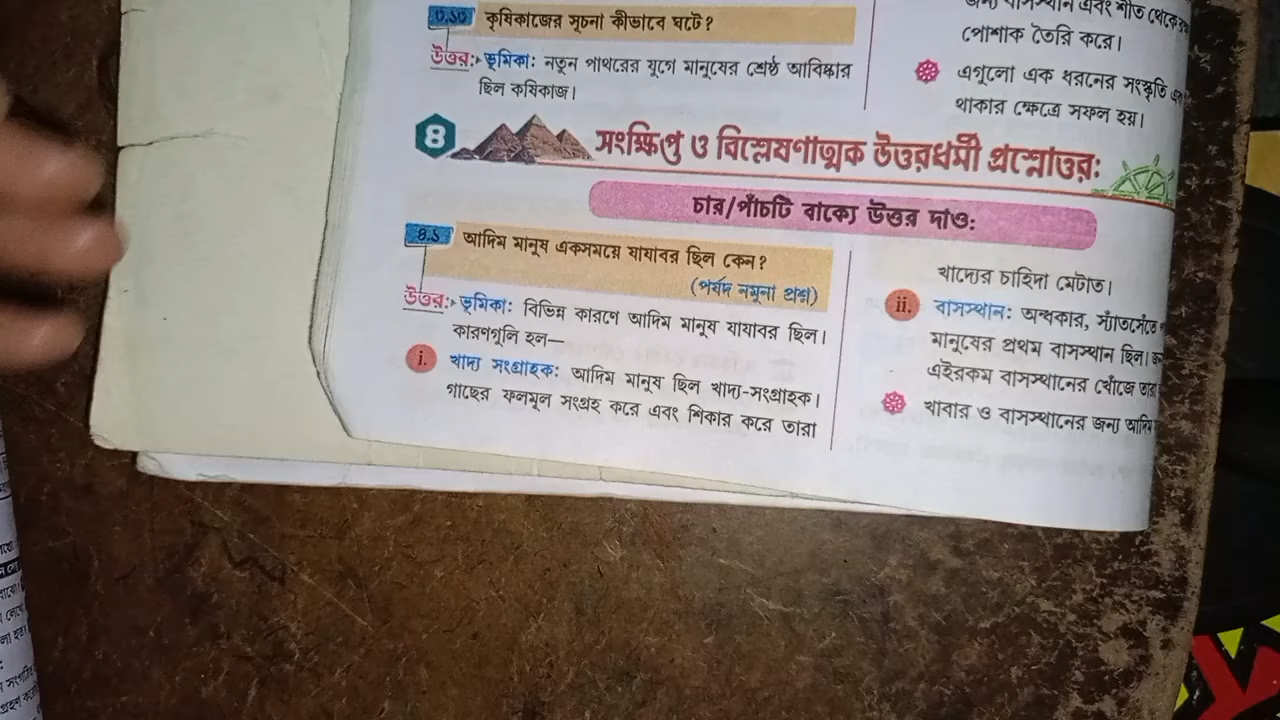 ৩.১৩ কৃষিকাজের সূচনা কীভাবে ঘটে?
উত্তর: ভূমিকা: নতুন পাথরের যুগে মানুষের শ্রেষ্ঠ আবিষ্কার
ছিল কৃষিকাজ।
বাসস্থান এবং শীত থেকে
পোশাক তৈরি করে।
এগুলো এক ধরনের সংস্কৃতি
থাকার ক্ষেত্রে সফল হয়।
৪ সংক্ষিপ্ত ও বিশ্লেষণাত্মক উত্তরধর্মী প্রশ্নোত্তর:
চার/পাঁচটি বাক্যে উত্তর দাও:
৪.১ আদিম মানুষ একসময়ে যাযাবর ছিল কেন?
(পর্ষদ নমুনা প্রশ্ন)
উত্তর: ভূমিকা: বিভিন্ন কারণে আদিম মানুষ যাযাবর ছিল।
কারণগুলি হল—
i. খাদ্য সংগ্রাহক: আদিম মানুষ ছিল খাদ্য-সংগ্রাহক।
গাছের ফলমূল সংগ্রহ করে এবং শিকার করে তারা
খাদ্যের চাহিদা মেটাত।
ii. বাসস্থান: অন্ধকার, স্যাঁতসেঁতে
মানুষের প্রথম বাসস্থান ছিল।
এইরকম বাসস্থানের খোঁজে তারা
খাবার ও বাসস্থানের জন্য আদিম